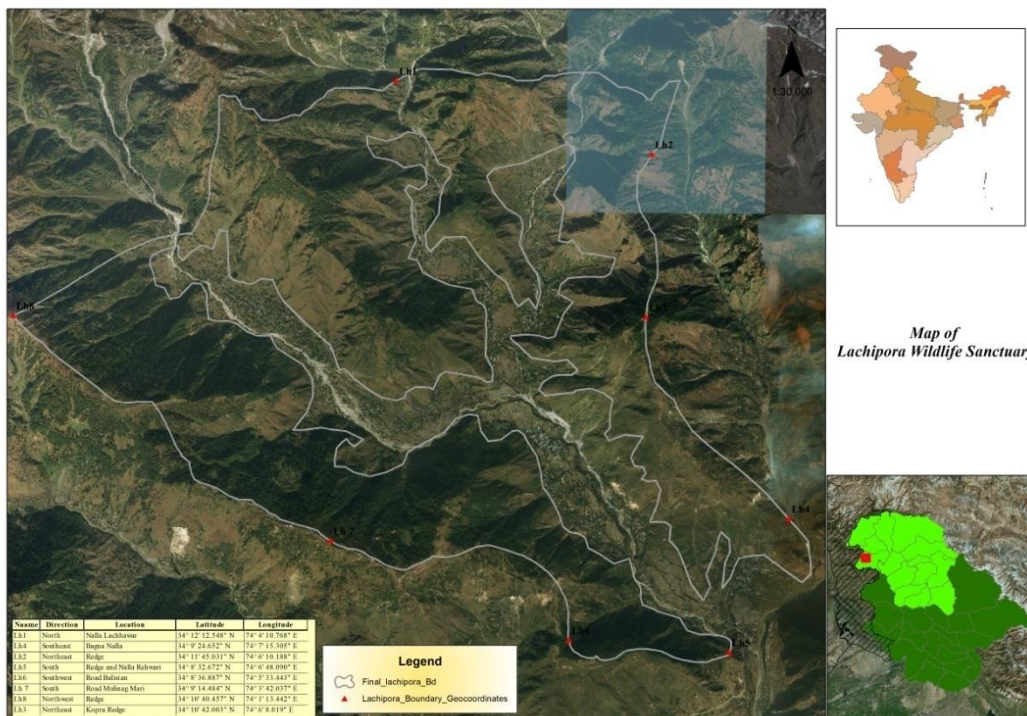 Lh1
1:30,000
Lh2
Lh8
Map of
Lachipora Wildlife Sanctuary
Lh4
Lh 7
Lh6
Lh5
Naame Direction Location Latitude Longitude
Lh1 North Nalla Lachhawar 34° 12' 12.548" N 74° 4' 10.768" E
Lh4 Southeast Bagna Nalla 34° 9' 24.652" N 74° 7' 15.305" E
Lh2 Northeast Redge 34° 11' 45.031" N 74° 6' 10.188" E
Lh5 South Redge and Nalla Rehwari 34° 8' 32.672" N 74° 6' 48.090" E
Lh6 Southwest Road Balistan 34° 8' 36.887" N 74° 5' 33.443" E
Lh 7 South Road Mulinag Mari 34° 9' 14.484" N 74° 3' 42.037" E
Lh8 Northwest Redge 34° 10' 40.457" N 74° 1' 13.442" E
Lh3 Northeast Kopra Redge 34° 10' 42.003" N 74° 6' 8.019" E
Legend
Final_lachipora_Bd
Lachipora_Boundary_Geocoordinates